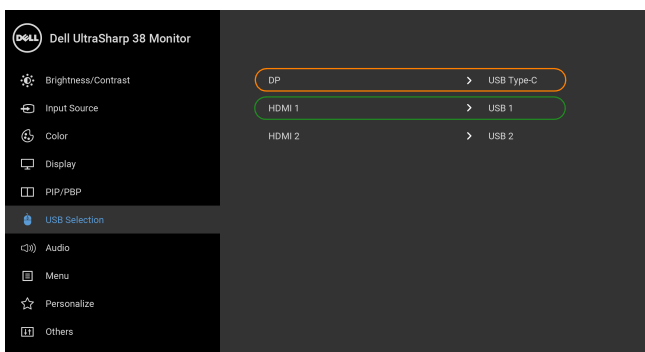 DELL Dell UltraSharp 38 Monitor
Brightness/Contrast
Input Source
Color
Display
PIP/PBP
USB Selection
Audio
Menu
Personalize
Others
DP > USB Type-C
HDMI 1 > USB 1
HDMI 2 > USB 2